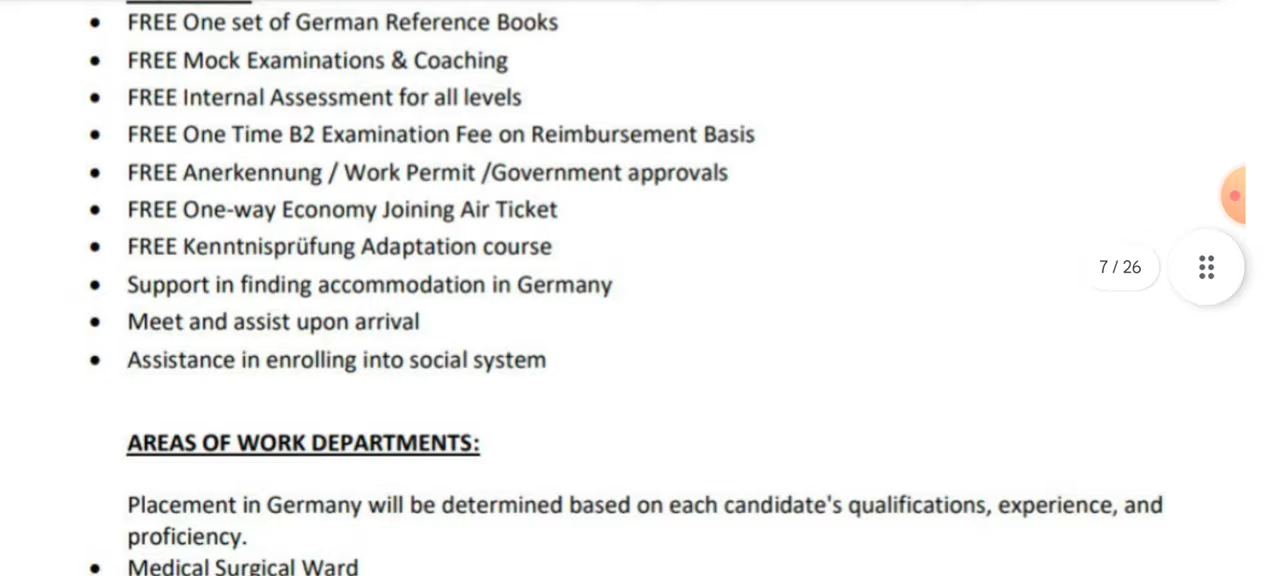 • FREE One set of German Reference Books
• FREE Mock Examinations & Coaching
• FREE Internal Assessment for all levels
• FREE One Time B2 Examination Fee on Reimbursement Basis
• FREE Anerkennung / Work Permit /Government approvals
• FREE One-way Economy Joining Air Ticket
• FREE Kenntnisprüfung Adaptation course
• Support in finding accommodation in Germany
• Meet and assist upon arrival
• Assistance in enrolling into social system
7 / 26
AREAS OF WORK DEPARTMENTS:
Placement in Germany will be determined based on each candidate's qualifications, experience, and
proficiency.
• Medical Surgical Ward